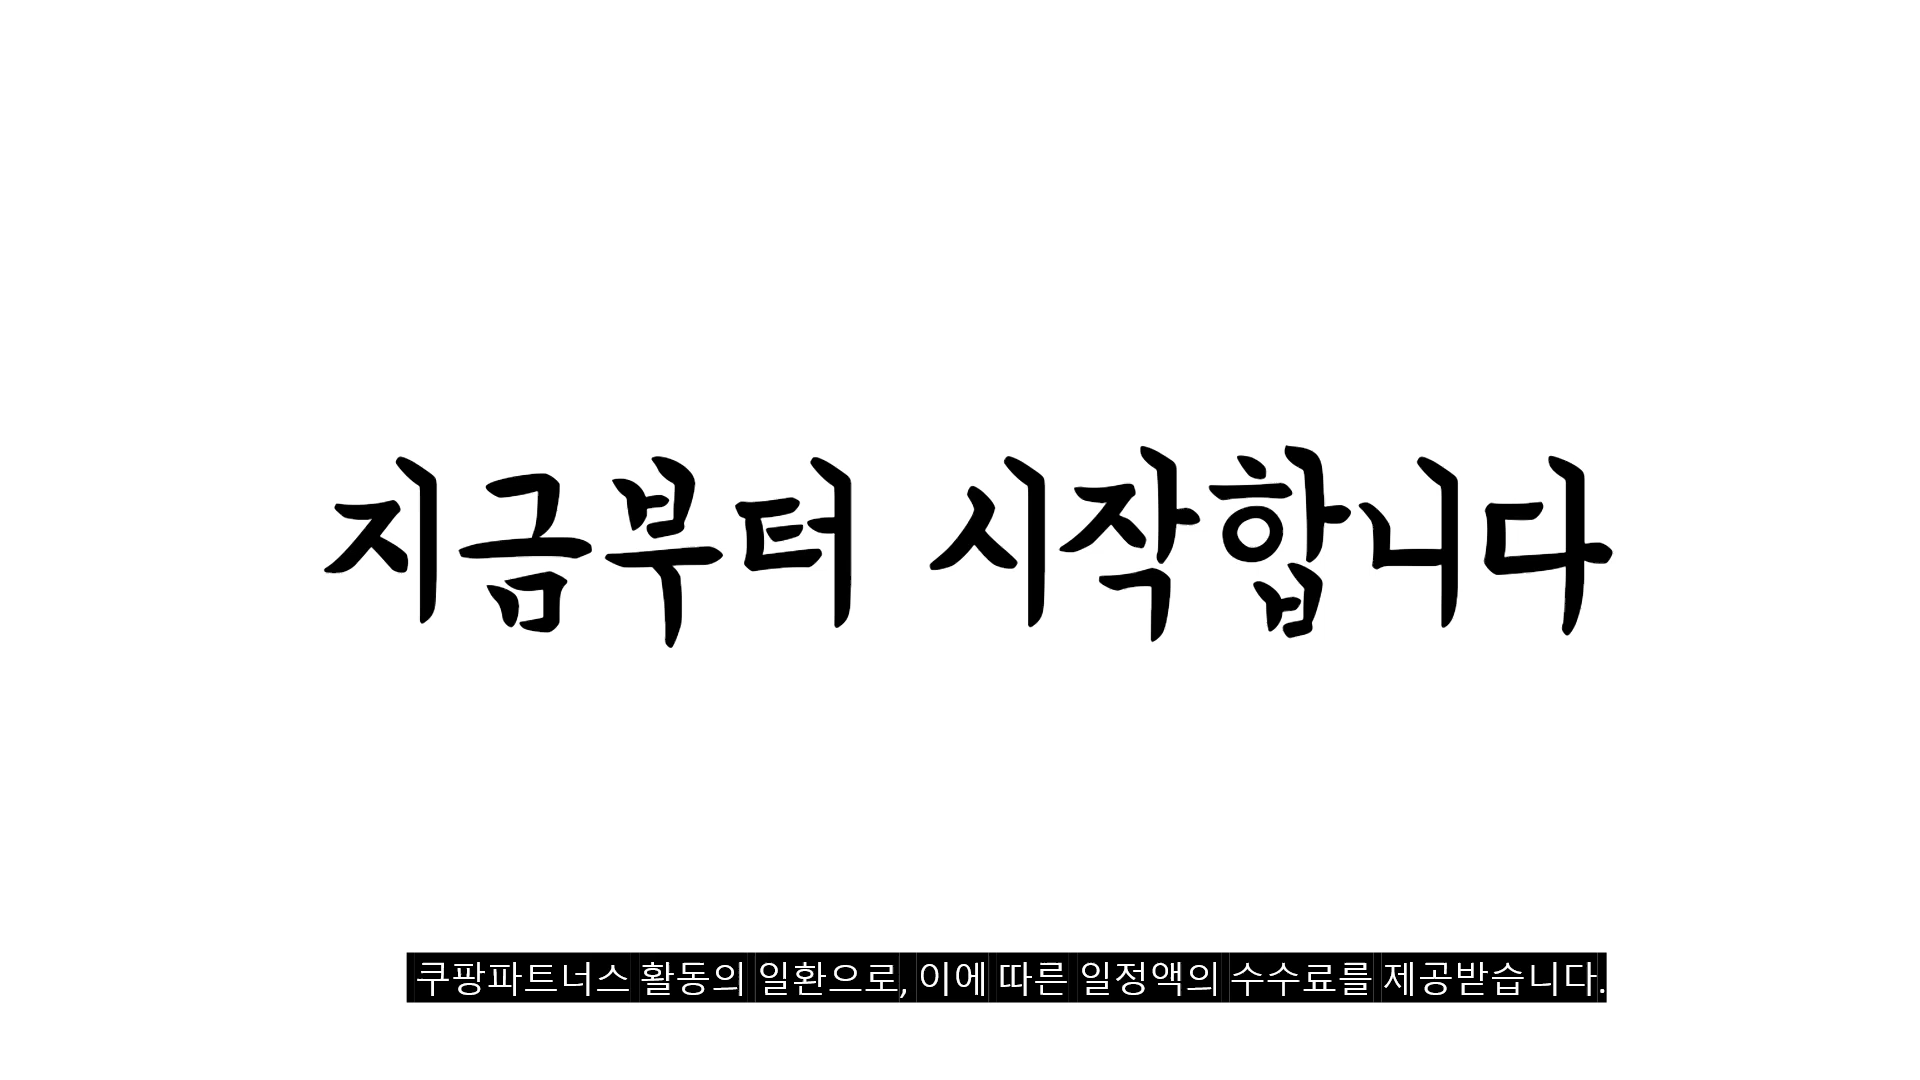 지금부터 시작합니다
쿠팡파트너스 활동의 일환으로, 이에 따른 일정액의 수수료를 제공받습니다.